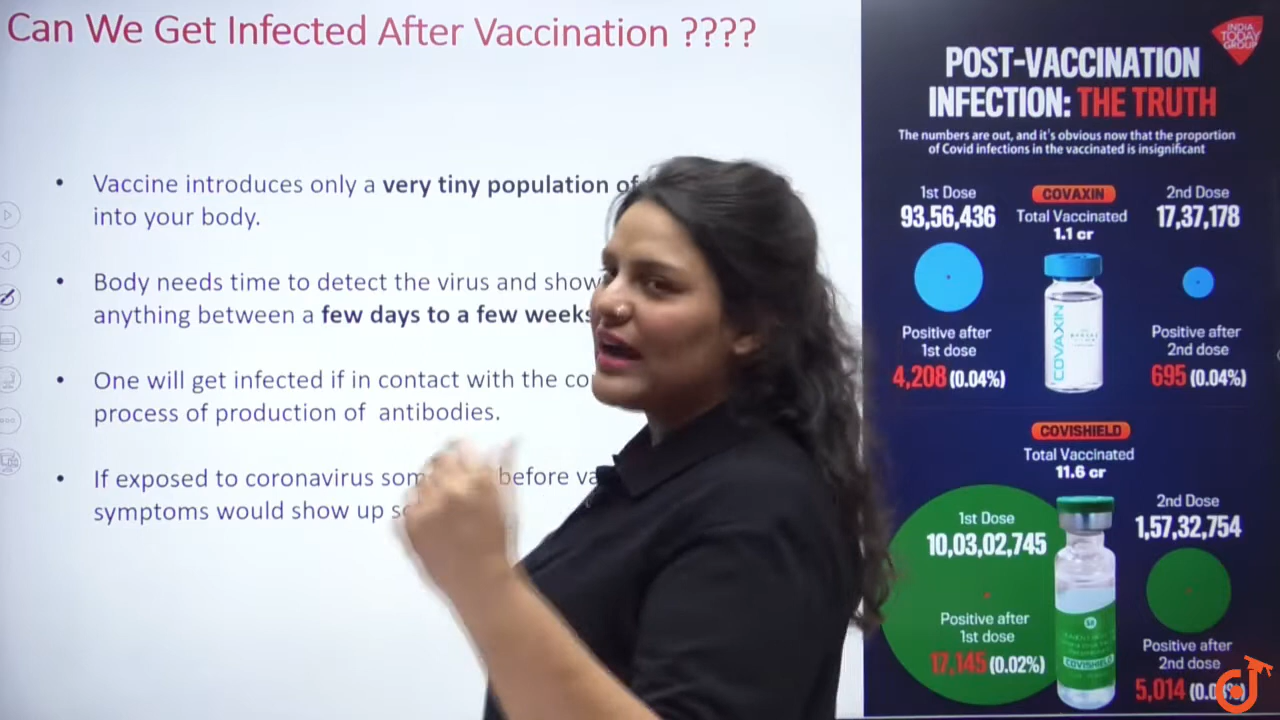 Can We Get Infected After Vaccination ????
• Vaccine introduces only a very tiny population of
into your body.
• Body needs time to detect the virus and show
anything between a few days to a few weeks
• One will get infected if in contact with the
process of production of antibodies.
• If exposed to coronavirus before
symptoms would show up
INDIA
TODAY
GROUP
POST-VACCINATION
INFECTION: THE TRUTH
The numbers are out, and it's obvious now that the proportion
of Covid infections in the vaccinated is insignificant
COVAXIN
Total Vaccinated
1.1 cr
1st Dose
93,56,436
Positive after
1st dose
4,208 (0.04%)
2nd Dose
17,37,178
Positive after
2nd dose
695 (0.04%)
COVAXIN
COVISHIELD
Total Vaccinated
11.6 cr
1st Dose
10,03,02,745
Positive after
1st dose
17,145 (0.02%)
2nd Dose
1,57,32,754
Positive after
2nd dose
5,014
COVISHIELD